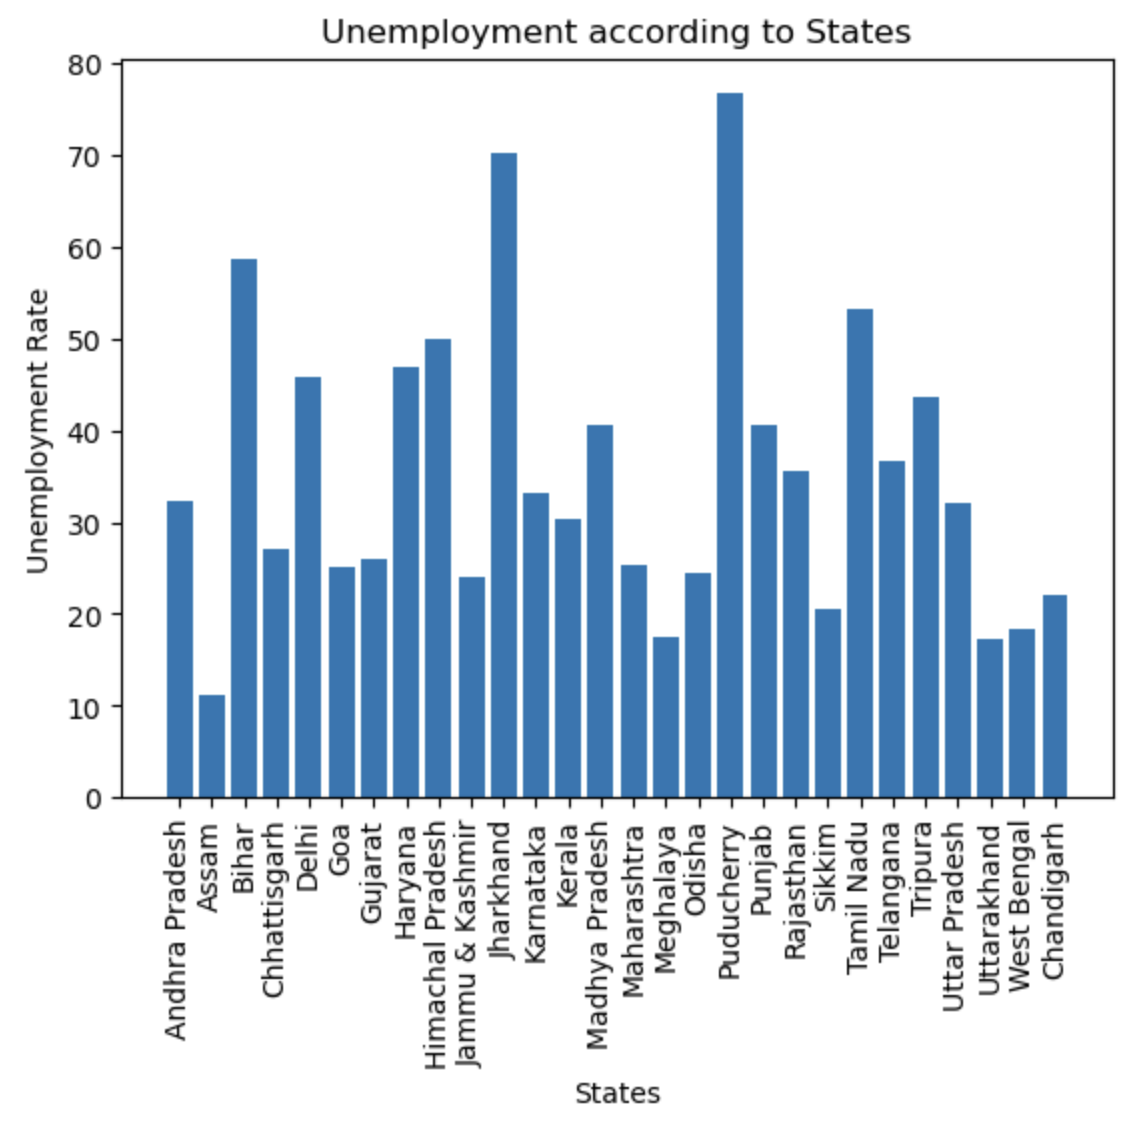 Unemployment according to States
Unemployment Rate
80
70
60
50
40
30
20
10
0
Andhra Pradesh
Assam
Bihar
Chhattisgarh
Delhi
Goa
Gujarat
Haryana
Himachal Pradesh
Jammu & Kashmir
Jharkhand
Karnataka
Kerala
Madhya Pradesh
Maharashtra
Meghalaya
Odisha
Puducherry
Punjab
Rajasthan
Sikkim
Tamil Nadu
Telangana
Tripura
Uttar Pradesh
Uttarakhand
West Bengal
Chandigarh
States